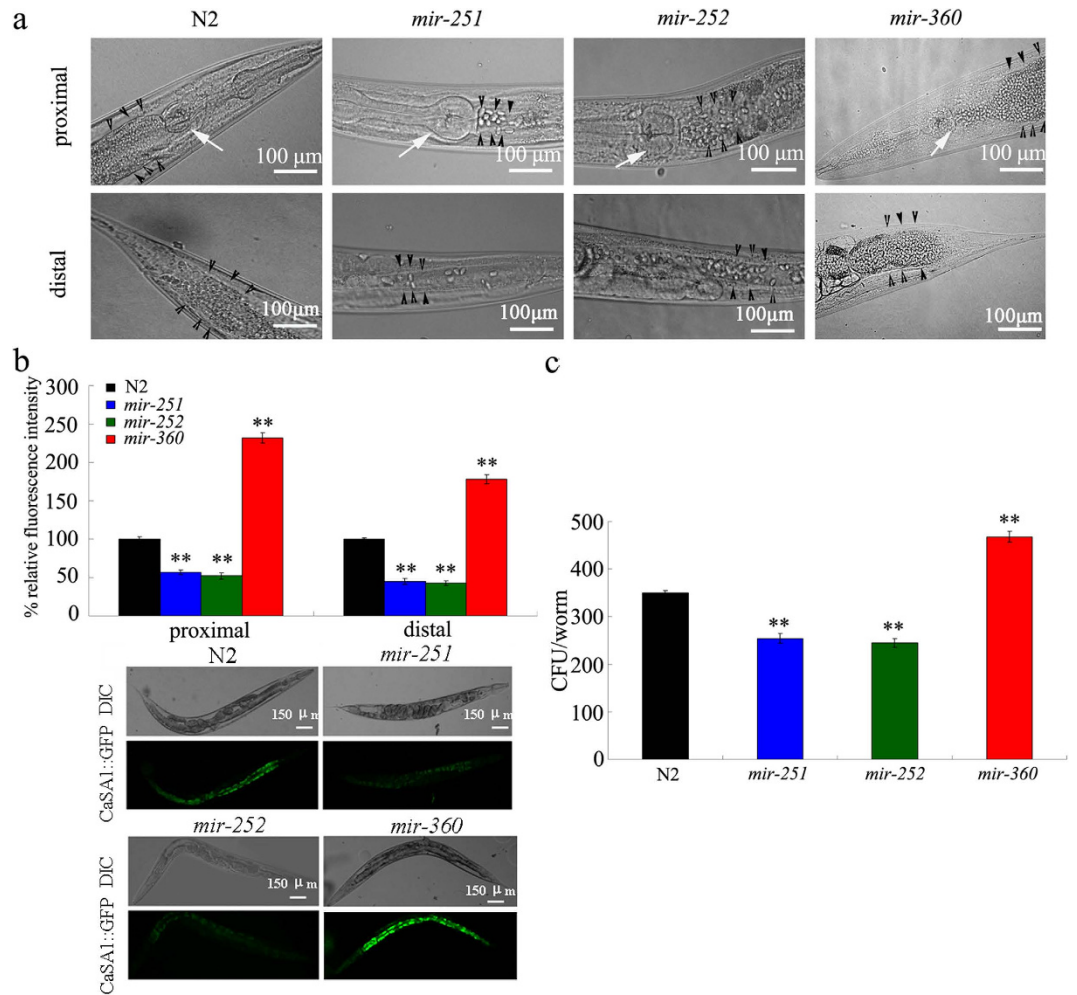 a
N2 mir-251 mir-252 mir-360
proximal
100 µm 100 µm 100 µm 100 µm
distal
100µm 100µm 100µm 100µm
b
% relative fluorescence intensity
300
250
200
150
100
50
0
N2
mir-251
mir-252
mir-360
** ** **
** ** **
proximal distal
N2 mir-251
CaSA1::GFP DIC
150 µm 150 µm
mir-252 mir-360
CaSA1::GFP DIC
150 µm 150 µm
c
CFU/worm
500
400
300
200
100
0
** ** **
N2 mir-251 mir-252 mir-360